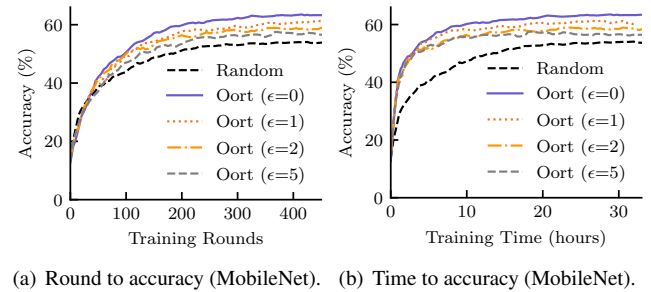 Accuracy (%)
60
40
20
0
0
100
200
300
400
Training Rounds
Random
Oort (ϵ=0)
Oort (ϵ=1)
Oort (ϵ=2)
Oort (ϵ=5)
(a) Round to accuracy (MobileNet).
Accuracy (%)
60
40
20
0
0
10
20
30
Training Time (hours)
Random
Oort (ϵ=0)
Oort (ϵ=1)
Oort (ϵ=2)
Oort (ϵ=5)
(b) Time to accuracy (MobileNet).